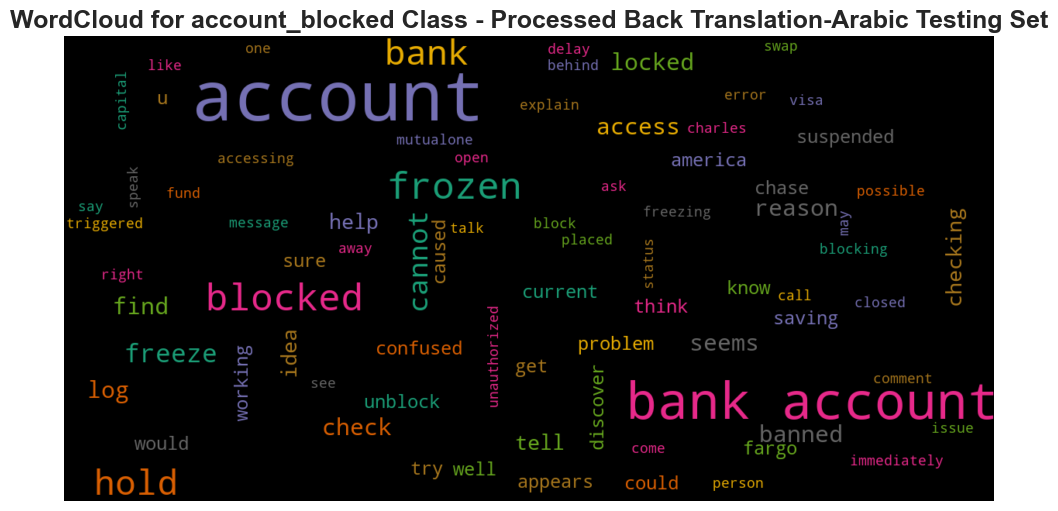 WordCloud for account_blocked Class - Processed Back Translation-Arabic Testing Set
one
bank
delay
swap
like
behind
locked
capital
u
account
explain
error
visa
access
charles
suspended
mutualone
accessing
open
america
speak
fund
frozen
ask
chase
possible
say
freezing
reason
triggered
message
help
cannot
caused
talk
block
placed
may
checking
away
status
blocking
sure
right
current
know
call
closed
find
blocked
think
saving
unauthorized
freeze
working
idea
confused
problem
seems
log
see
get
discover
comment
unblock
bank account
check
would
tell
come
banned
fargo
issue
immediately
hold
try
well
appears
could
person